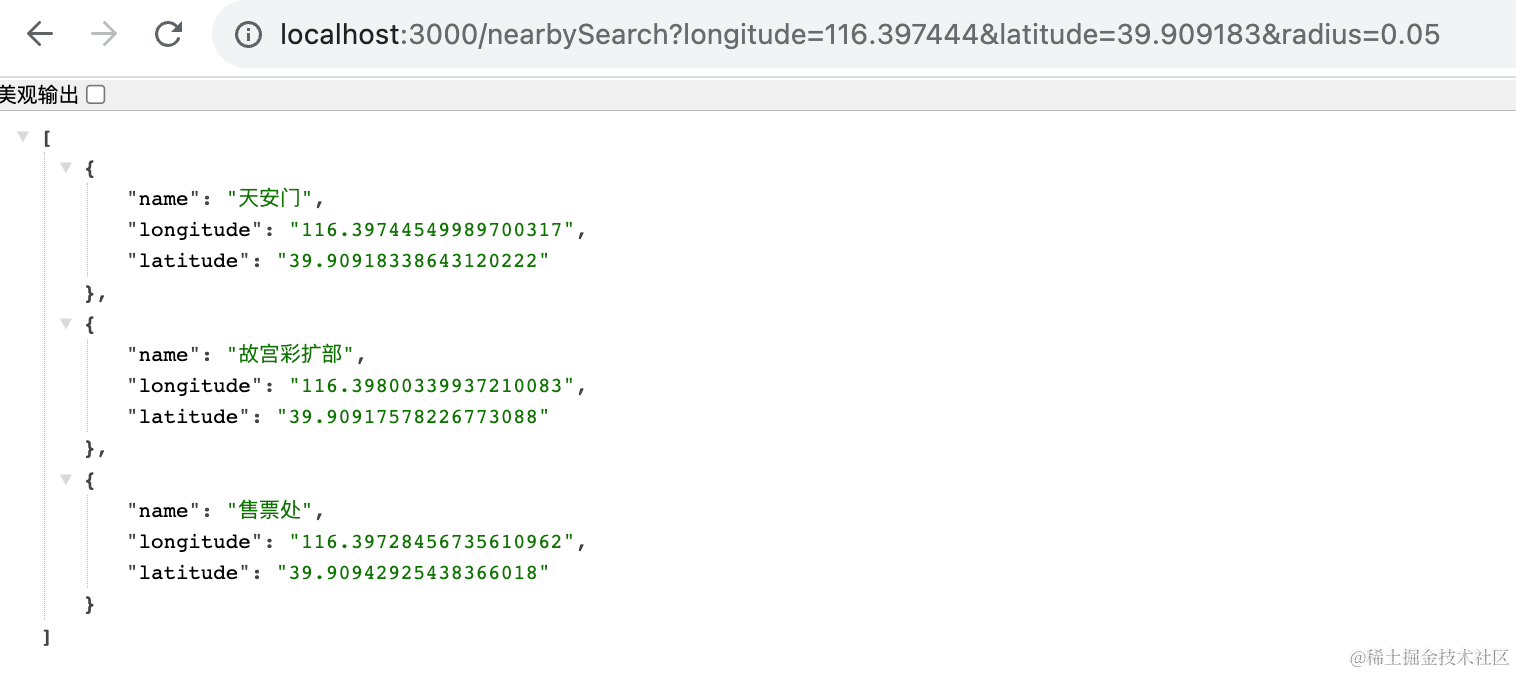 localhost:3000/nearbySearch?longitude=116.397444&latitude=39.909183&radius=0.05
美观输出
[
{
"name": "天安门",
"longitude": "116.39744549989700317",
"latitude": "39.90918338643120222"
},
{
"name": "故宫彩扩部",
"longitude": "116.39800339937210083",
"latitude": "39.90917578226773088"
},
{
"name": "售票处",
"longitude": "116.39728456735610962",
"latitude": "39.90942925438366018"
}
]
@稀土掘金技术社区